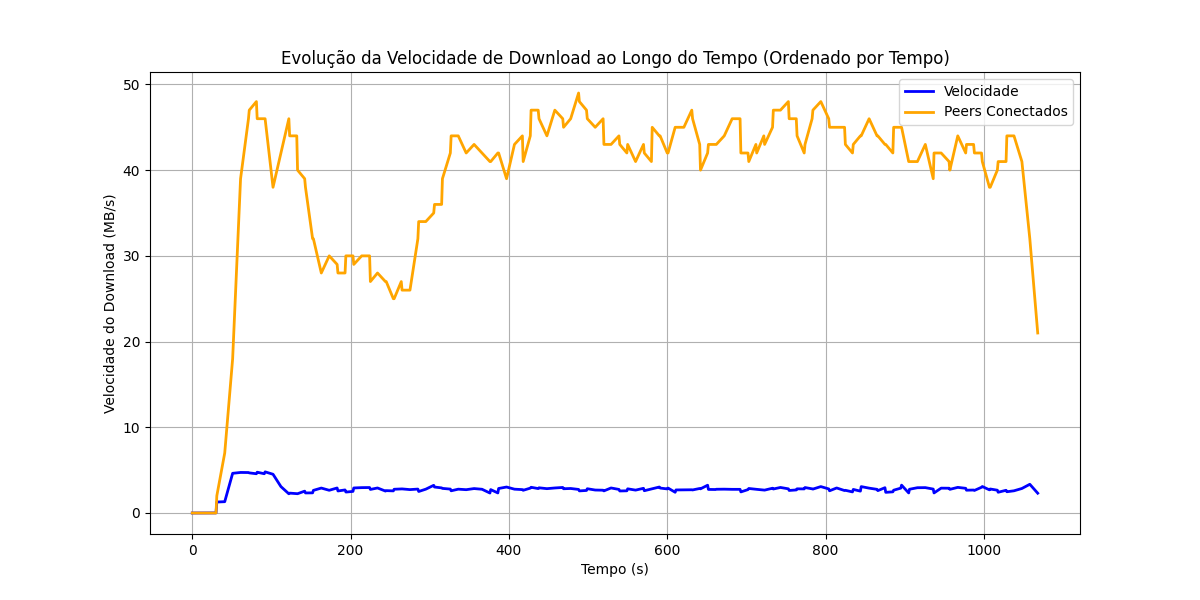 Evolução da Velocidade de Download ao Longo do Tempo (Ordenado por Tempo)
Velocidade
Peers Conectados
Velocidade do Download (MB/s)
50
40
30
20
10
0
0 200 400 600 800 1000
Tempo (s)